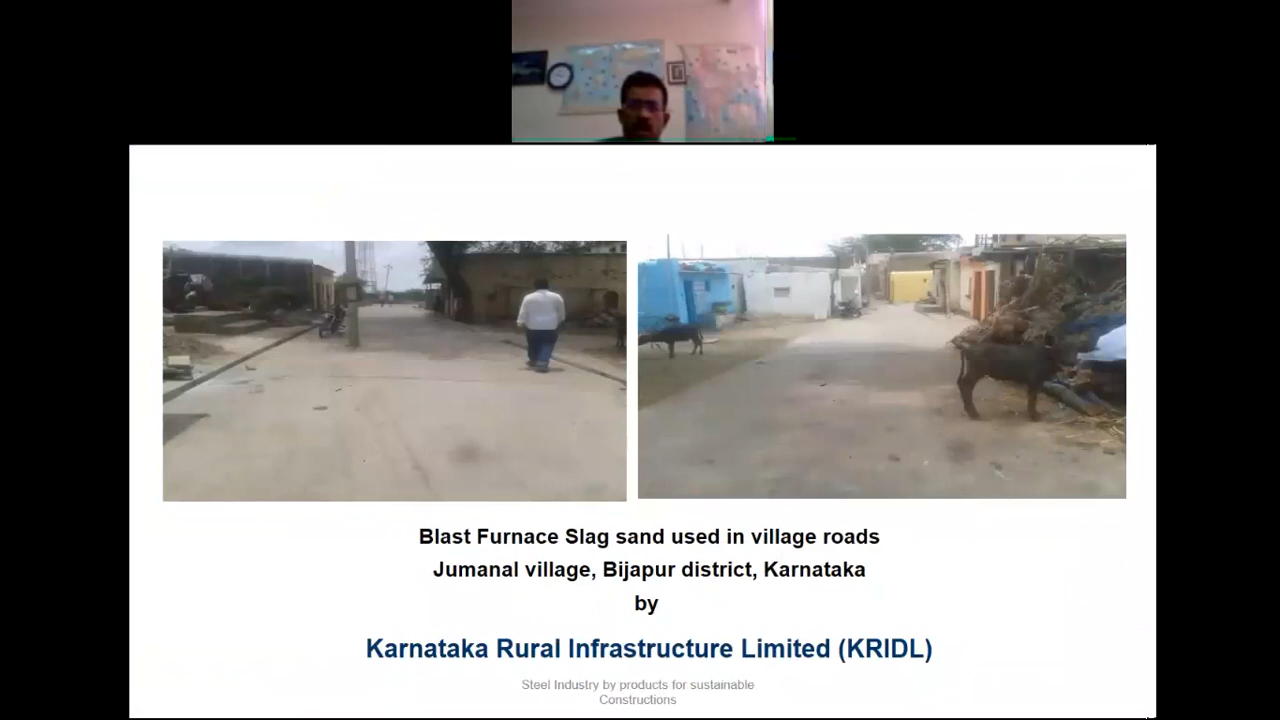 Blast Furnace Slag sand used in village roads
Jumanal village, Bijapur district, Karnataka
by
Karnataka Rural Infrastructure Limited (KRIDL)
Steel Industry by products for sustainable
Constructions